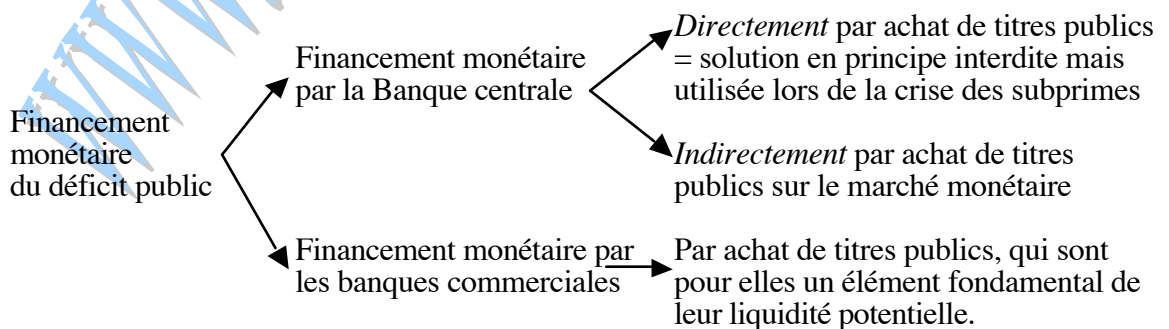 WWW
Financement
monétaire
du déficit public
Financement monétaire
par la Banque centrale
Directement par achat de titres publics
= solution en principe interdite mais
utilisée lors de la crise des subprimes
Indirectement par achat de titres
publics sur le marché monétaire
Financement monétaire par
les banques commerciales
Par achat de titres publics, qui sont
pour elles un élément fondamental de
leur liquidité potentielle.